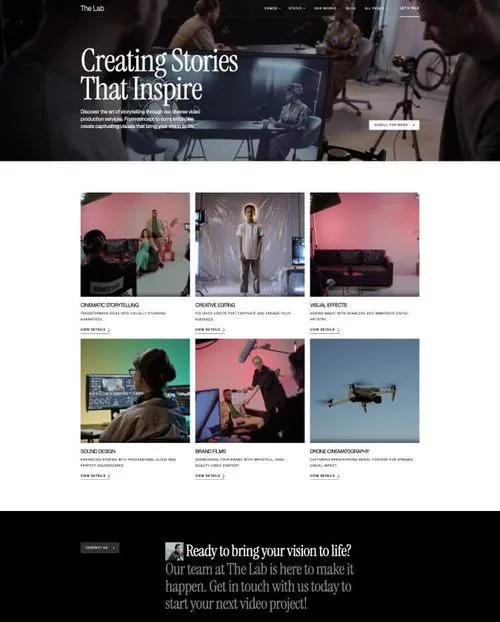 The Lab
DEMOS
STUDIO
OUR WORKS
BLOG
ALL PAGES
LET'S TALK
Creating Stories
That Inspire
Discover the art of storytelling through our diverse video
production services. From concept to completion, we
create captivating visuals that bring your vision to life.
SCROLL FOR MORE
DIRECTOR
CINEMATIC STORYTELLING
TRANSFORMING IDEAS INTO VISUALLY STUNNING
NARRATIVES.
VIEW DETAILS
CREATIVE EDITING
POLISHED VIDEOS THAT CAPTIVATE AND ENGAGE YOUR
AUDIENCE.
VIEW DETAILS
VISUAL EFFECTS
ADDING MAGIC WITH SEAMLESS AND IMMERSIVE DIGITAL
ARTISTRY.
VIEW DETAILS
SOUND DESIGN
ENHANCING STORIES WITH PROFESSIONAL AUDIO AND
PERFECT SOUNDSCAPES.
VIEW DETAILS
BRAND FILMS
SHOWCASING YOUR BRAND WITH IMPACTFUL, HIGH-
QUALITY VIDEO CONTENT.
VIEW DETAILS
DRONE CINEMATOGRAPHY
CAPTURING BREATHTAKING AERIAL FOOTAGE FOR DYNAMIC
VISUAL IMPACT.
VIEW DETAILS
CONTACT US
Ready to bring your vision to life?
Our team at The Lab is here to make it
happen. Get in touch with us today to
start your next video project!